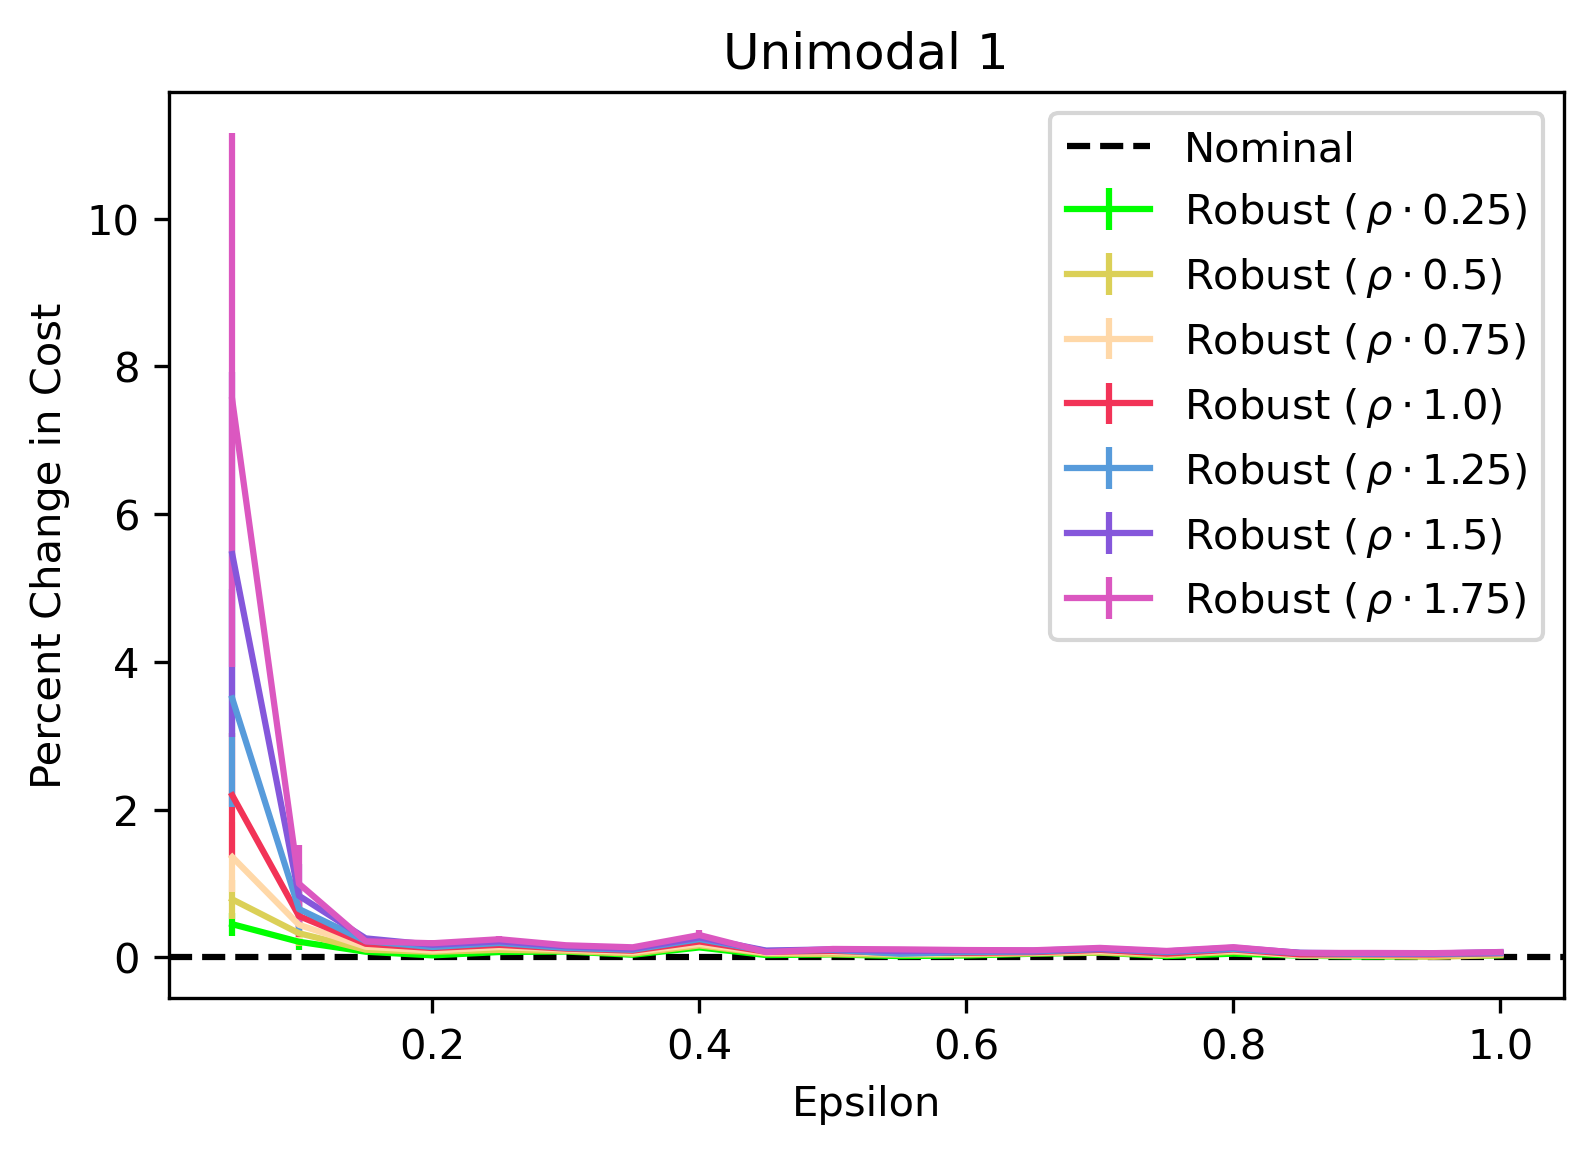 Unimodal 1
Percent Change in Cost
10
8
6
4
2
0
0.2
0.4
0.6
0.8
1.0
Epsilon
Nominal
Robust ( ρ · 0.25)
Robust ( ρ · 0.5)
Robust ( ρ · 0.75)
Robust ( ρ · 1.0)
Robust ( ρ · 1.25)
Robust ( ρ · 1.5)
Robust ( ρ · 1.75)